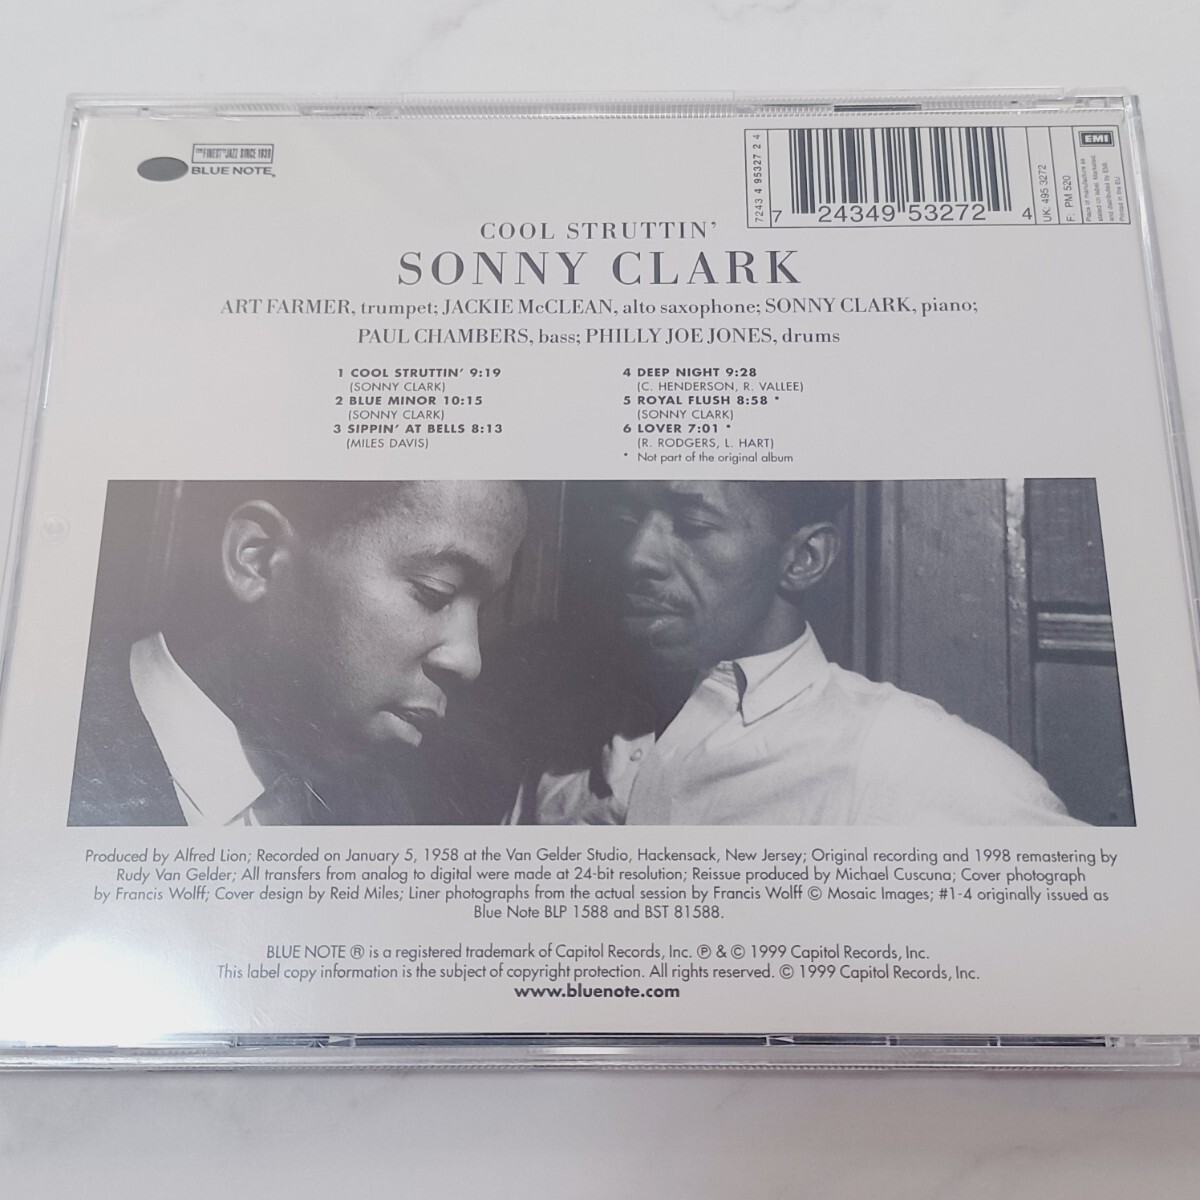 THE FINEST IN JAZZ SINCE 1939
BLUE NOTE
7243 4 95327 2 4
7 24349 53272 4
UK: 495 3272
F: PM 520
EMI
Printed in the EU
COOL STRUTTIN'
SONNY CLARK
ART FARMER, trumpet; JACKIE McCLEAN, alto saxophone; SONNY CLARK, piano;
PAUL CHAMBERS, bass; PHILLY JOE JONES, drums
1 COOL STRUTTIN' 9:19
(SONNY CLARK)
2 BLUE MINOR 10:15
(SONNY CLARK)
3 SIPPIN' AT BELLS 8:13
(MILES DAVIS)
4 DEEP NIGHT 9:28
(C. HENDERSON, R. VALLEE)
5 ROYAL FLUSH 8:58 *
(SONNY CLARK)
6 LOVER 7:01 *
(R. RODGERS, L. HART)
* Not part of the original album
Produced by Alfred Lion; Recorded on January 5, 1958 at the Van Gelder Studio, Hackensack, New Jersey; Original recording and 1998 remastering by
Rudy Van Gelder; All transfers from analog to digital were made at 24-bit resolution; Reissue produced by Michael Cuscuna; Cover photograph
by Francis Wolff; Cover design by Reid Miles; Liner photographs from the actual session by Francis Wolff © Mosaic Images; #1-4 originally issued as
Blue Note BLP 1588 and BST 81588.
BLUE NOTE ® is a registered trademark of Capitol Records, Inc. ℗ & © 1999 Capitol Records, Inc.
This label copy information is the subject of copyright protection. All rights reserved. © 1999 Capitol Records, Inc.
www.bluenote.com